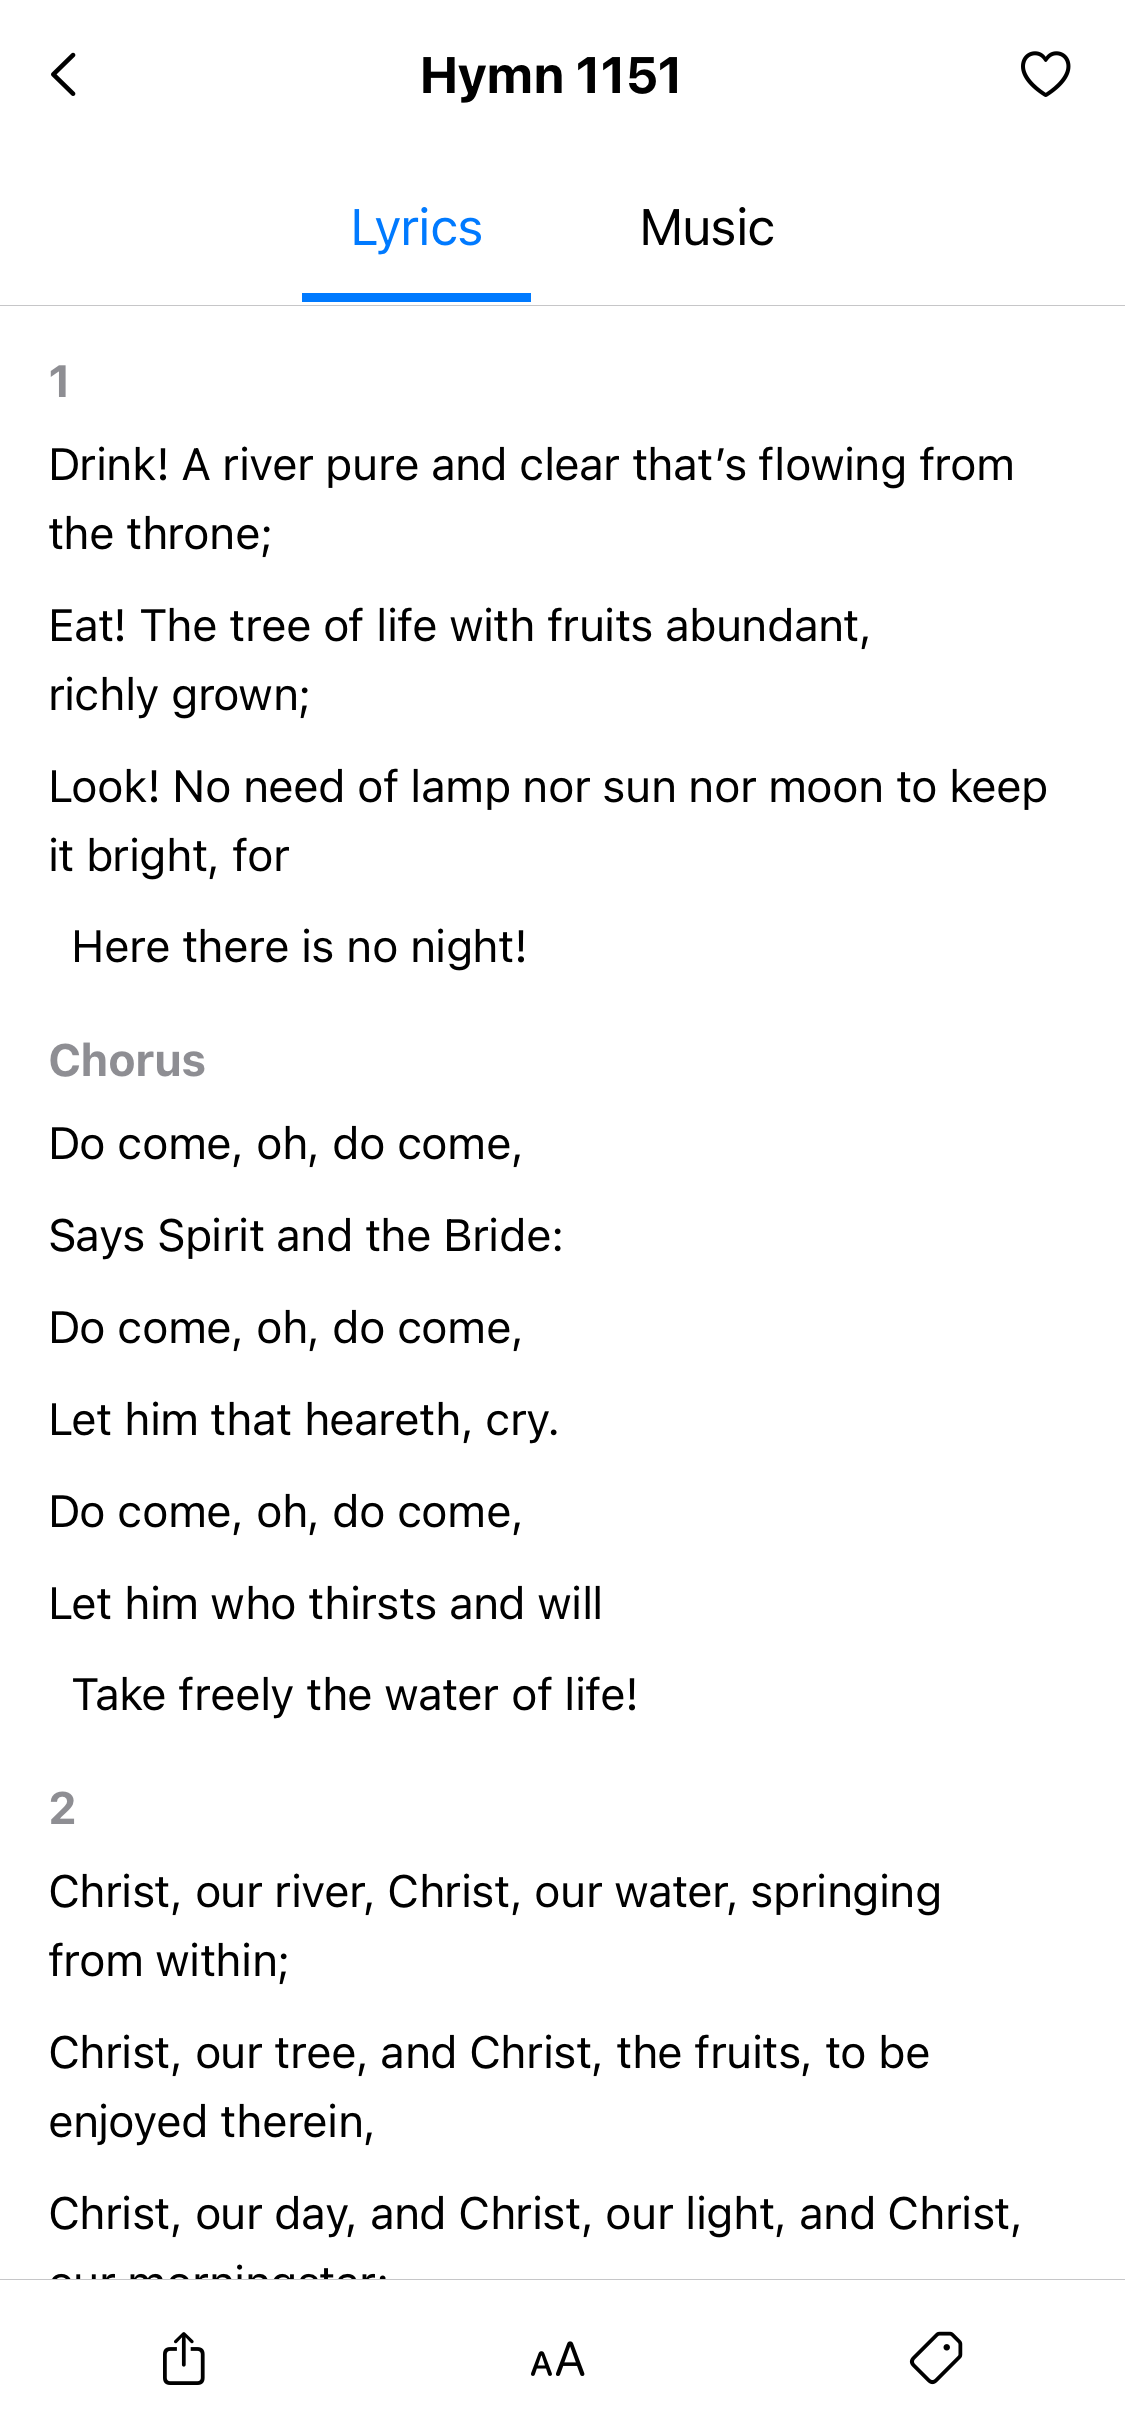 Hymn 1151
Lyrics
Music
1
Drink! A river pure and clear that’s flowing from
the throne;
Eat! The tree of life with fruits abundant,
richly grown;
Look! No need of lamp nor sun nor moon to keep
it bright, for
Here there is no night!
Chorus
Do come, oh, do come,
Says Spirit and the Bride:
Do come, oh, do come,
Let him that heareth, cry.
Do come, oh, do come,
Let him who thirsts and will
Take freely the water of life!
2
Christ, our river, Christ, our water, springing
from within;
Christ, our tree, and Christ, the fruits, to be
enjoyed therein,
Christ, our day, and Christ, our light, and Christ,
our morningstar:
AA